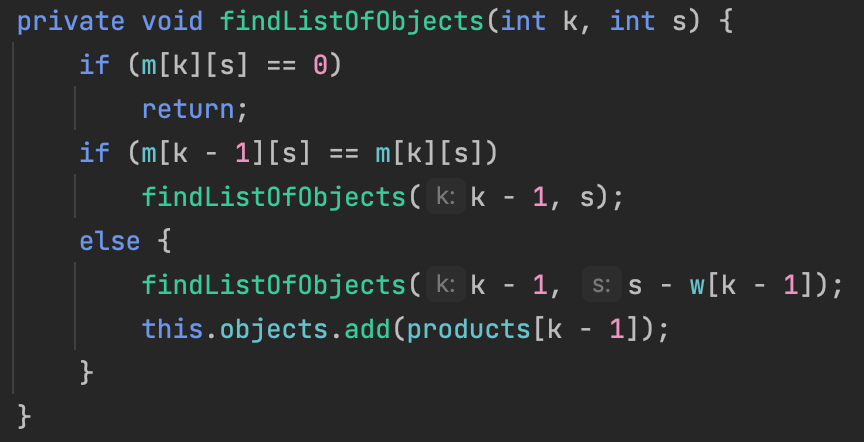 private void findListOfObjects(int k, int s) {
    if (m[k][s] == 0)
        return;
    if (m[k - 1][s] == m[k][s])
        findListOfObjects( k: k - 1, s);
    else {
        findListOfObjects( k: k - 1, s: s - w[k - 1]);
        this.objects.add(products[k - 1]);
    }
}